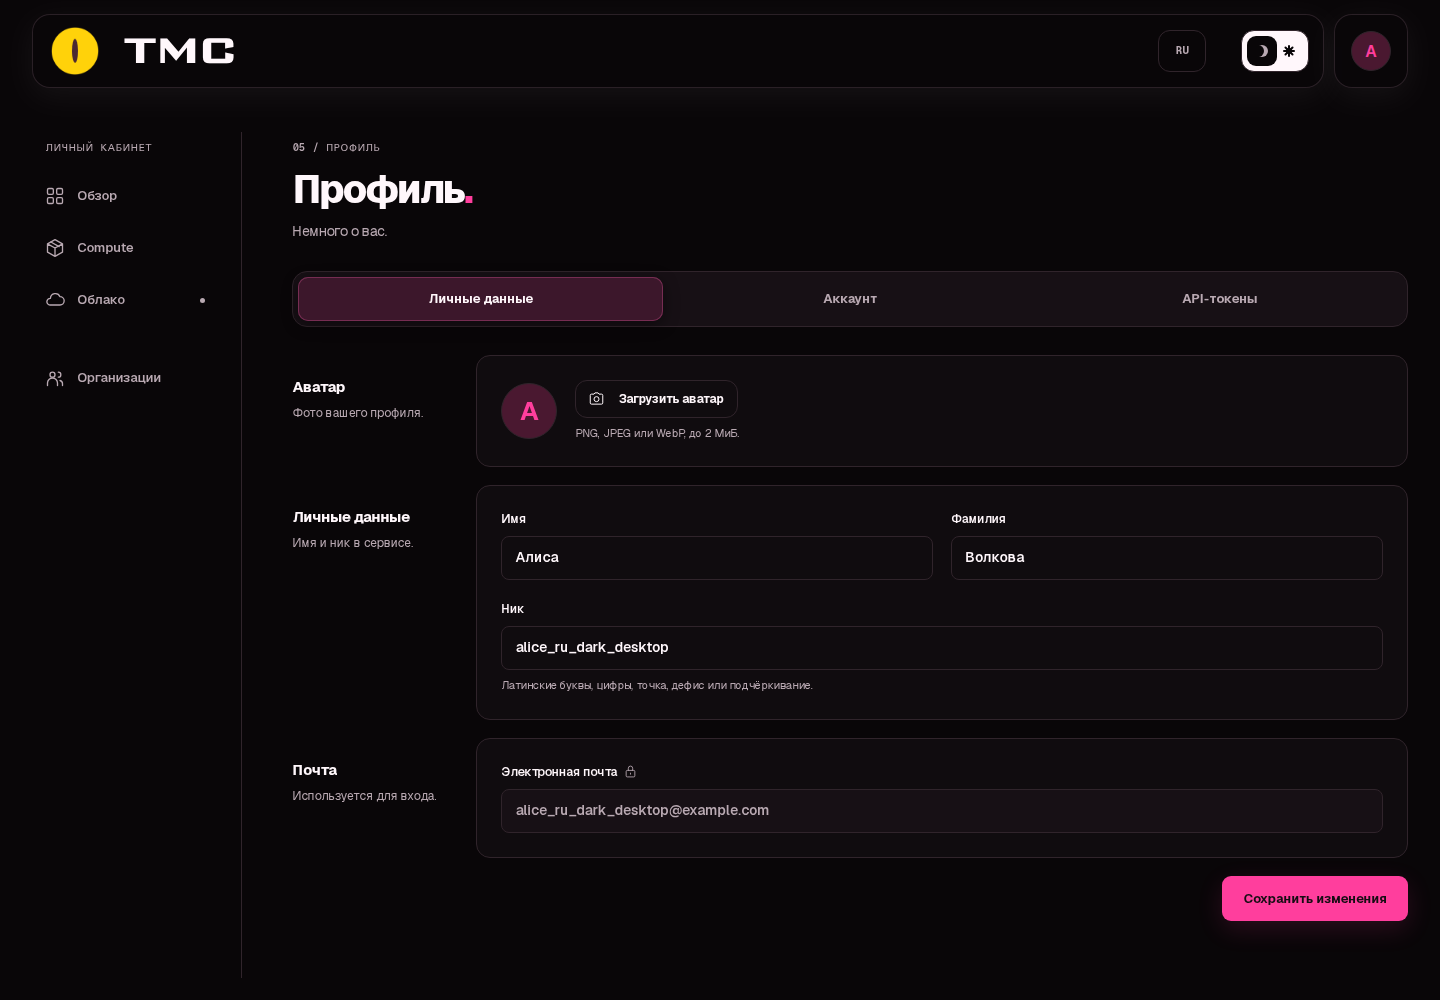 TMC
RU
A
ЛИЧНЫЙ КАБИНЕТ
Обзор
Compute
Облако
Организации
05 / ПРОФИЛЬ
Профиль.
Немного о вас.
Личные данные
Аккаунт
API-токены
Аватар
Фото вашего профиля.
A
Загрузить аватар
PNG, JPEG или WebP, до 2 МиБ.
Личные данные
Имя и ник в сервисе.
Имя
Фамилия
Алиса
Волкова
Ник
alice_ru_dark_desktop
Латинские буквы, цифры, точка, дефис или подчёркивание.
Почта
Используется для входа.
Электронная почта
alice_ru_dark_desktop@example.com
Сохранить изменения